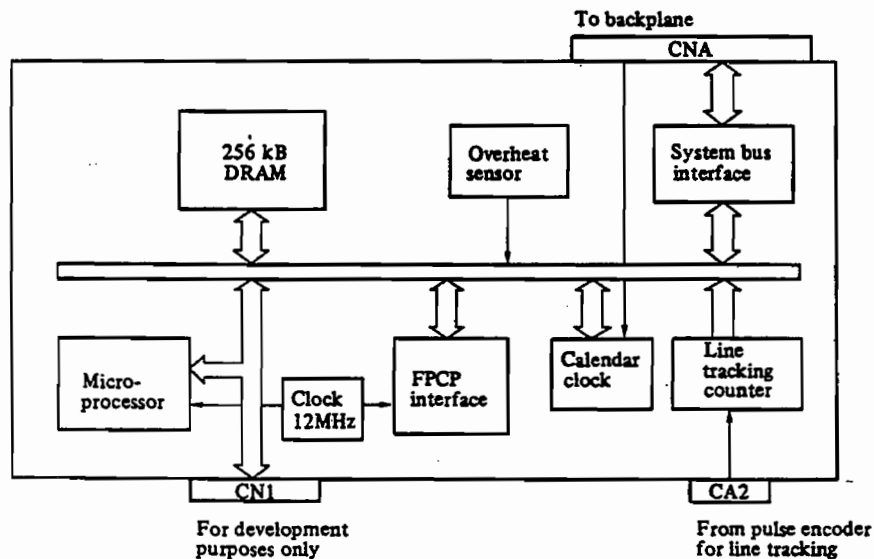 To backplane
CNA
256 kB
DRAM
Overheat
sensor
System bus
interface
Micro-
processor
Clock
12MHz
FPCP
interface
Calendar
clock
Line
tracking
counter
CN1
CA2
For development
purposes only
From pulse encoder
for line tracking